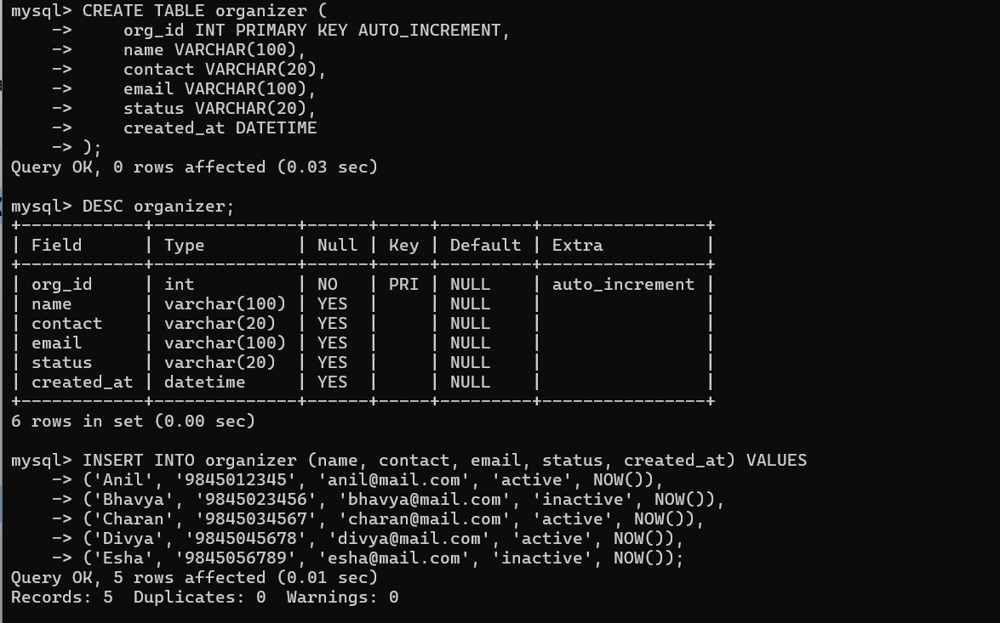 mysql> CREATE TABLE organizer (
    ->     org_id INT PRIMARY KEY AUTO_INCREMENT,
    ->     name VARCHAR(100),
    ->     contact VARCHAR(20),
    ->     email VARCHAR(100),
    ->     status VARCHAR(20),
    ->     created_at DATETIME
    -> );
Query OK, 0 rows affected (0.03 sec)

mysql> DESC organizer;
+------------+--------------+------+-----+---------+----------------+
| Field      | Type         | Null | Key | Default | Extra          |
+------------+--------------+------+-----+---------+----------------+
| org_id     | int          | NO   | PRI | NULL    | auto_increment |
| name       | varchar(100) | YES  |     | NULL    |                |
| contact    | varchar(20)  | YES  |     | NULL    |                |
| email      | varchar(100) | YES  |     | NULL    |                |
| status     | varchar(20)  | YES  |     | NULL    |                |
| created_at | datetime     | YES  |     | NULL    |                |
+------------+--------------+------+-----+---------+----------------+
6 rows in set (0.00 sec)

mysql> INSERT INTO organizer (name, contact, email, status, created_at) VALUES
    -> ('Anil', '9845012345', 'anil@mail.com', 'active', NOW()),
    -> ('Bhavya', '9845023456', 'bhavya@mail.com', 'inactive', NOW()),
    -> ('Charan', '9845034567', 'charan@mail.com', 'active', NOW()),
    -> ('Divya', '9845045678', 'divya@mail.com', 'active', NOW()),
    -> ('Esha', '9845056789', 'esha@mail.com', 'inactive', NOW());
Query OK, 5 rows affected (0.01 sec)
Records: 5  Duplicates: 0  Warnings: 0